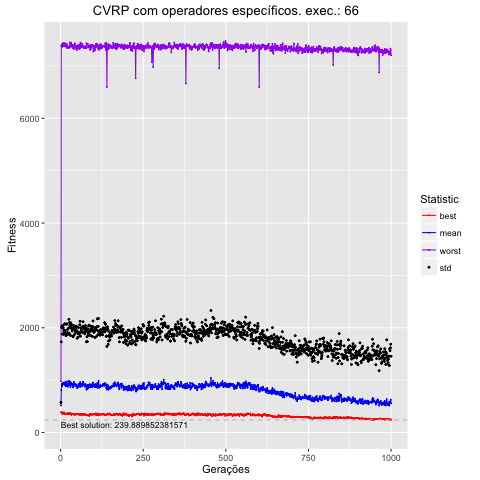 CVRP com operadores específicos. exec.: 66
Fitness
6000
4000
2000
0
Best solution: 239.889852381571
0
250
500
750
1000
Gerações
Statistic
best
mean
worst
std